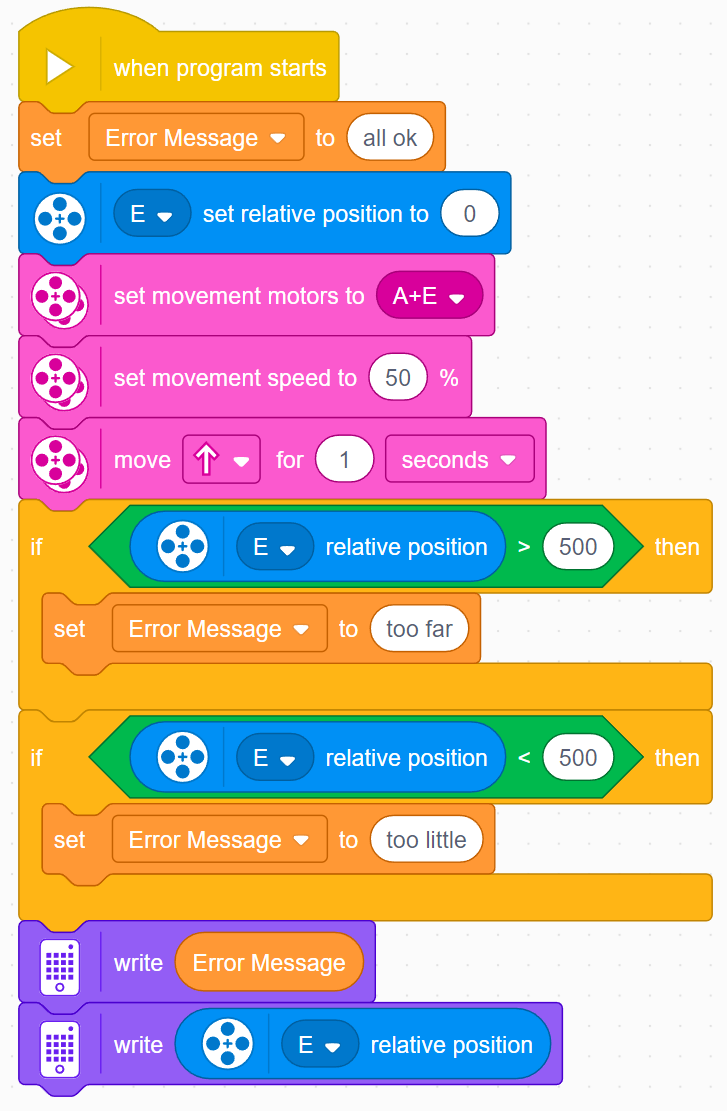 when program starts
set Error Message to all ok
E set relative position to 0
set movement motors to A+E
set movement speed to 50 %
move for 1 seconds
if E relative position > 500 then
set Error Message to too far
if E relative position < 500 then
set Error Message to too little
write Error Message
write E relative position